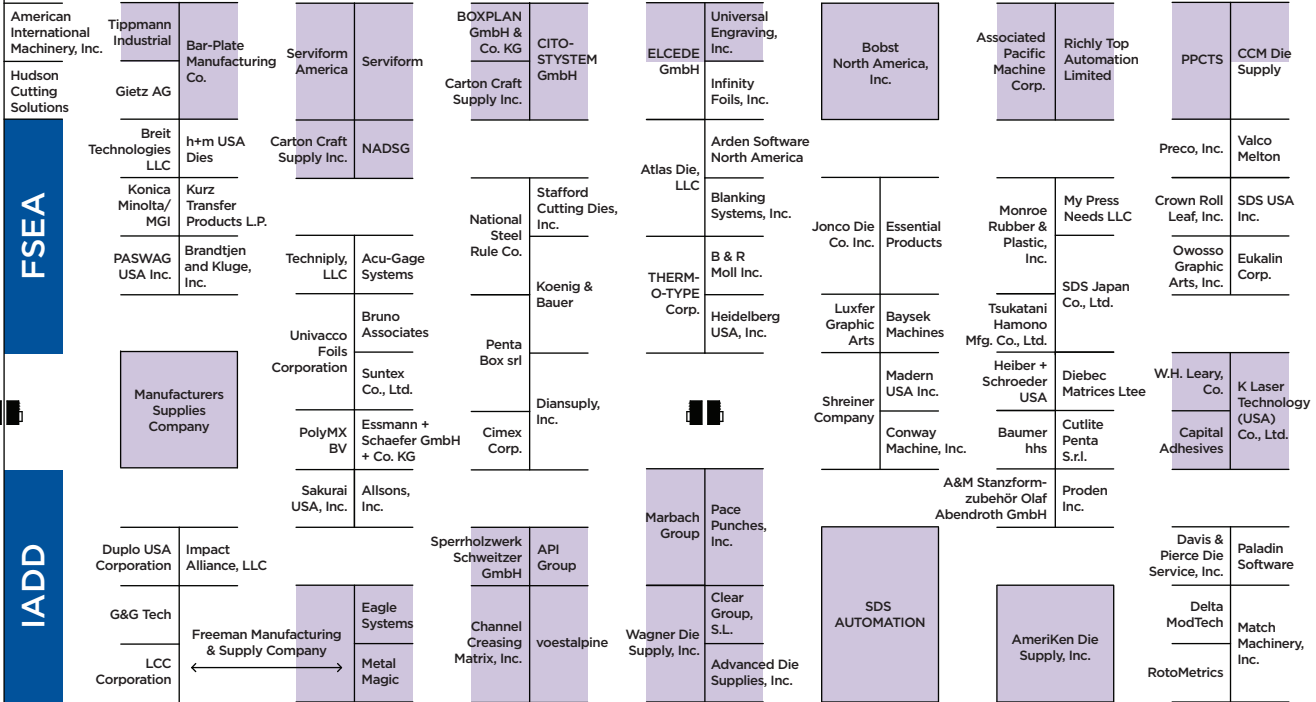 American
International
Machinery, Inc.
Hudson
Cutting
Solutions
FSEA
IADD
Tippmann
Industrial
Bar-Plate
Manufacturing
Co.
Gietz AG
Breit
Technologies
LLC
h+m USA
Dies
Konica
Minolta/
MGI
Kurz
Transfer
Products L.P.
PASWAG
USA Inc.
Brandtjen
and Kluge,
Inc.
Manufacturers
Supplies
Company
Duplo USA
Corporation
Impact
Alliance, LLC
G&G Tech
LCC
Corporation
Freeman Manufacturing
& Supply Company
Serviform
America
Serviform
Carton Craft
Supply Inc.
NADSG
Techniply,
LLC
Acu-Gage
Systems
Univacco
Foils
Corporation
Bruno
Associates
Suntex
Co., Ltd.
PolyMX
BV
Essmann +
Schaefer GmbH
+ Co. KG
Sakurai
USA, Inc.
Allsons,
Inc.
Eagle
Systems
Metal
Magic
BOXPLAN
GmbH &
Co. KG
CITO-
STYSTEM
GmbH
Carton Craft
Supply Inc.
National
Steel
Rule Co.
Stafford
Cutting Dies,
Inc.
Koenig &
Bauer
Penta
Box srl
Diansuply,
Inc.
Cimex
Corp.
Sperrholzwerk
Schweitzer
GmbH
API
Group
Channel
Creasing
Matrix, Inc.
voestalpine
ELCEDE
GmbH
Universal
Engraving,
Inc.
Infinity
Foils, Inc.
Atlas Die,
LLC
Arden Software
North America
Blanking
Systems, Inc.
THERM-
O-TYPE
Corp.
B & R
Moll Inc.
Heidelberg
USA, Inc.
Marbach
Group
Pace
Punches,
Inc.
Wagner Die
Supply, Inc.
Clear
Group,
S.L.
Advanced Die
Supplies, Inc.
Bobst
North America,
Inc.
Jonco Die
Co. Inc.
Essential
Products
Luxfer
Graphic
Arts
Baysek
Machines
Shreiner
Company
Madern
USA Inc.
Conway
Machine, Inc.
SDS
AUTOMATION
Associated
Pacific
Machine
Corp.
Richly Top
Automation
Limited
Monroe
Rubber &
Plastic,
Inc.
My Press
Needs LLC
SDS Japan
Co., Ltd.
Tsukatani
Hamono
Mfg. Co., Ltd.
Heiber +
Schroeder
USA
Diebec
Matrices Ltee
Baumer
hhs
Cutlite
Penta
S.r.l.
A&M Stanzform-
zubehör Olaf
Abendroth GmbH
Proden
Inc.
AmeriKen Die
Supply, Inc.
PPCTS
CCM Die
Supply
Preco, Inc.
Valco
Melton
Crown Roll
Leaf, Inc.
SDS USA
Inc.
Owosso
Graphic
Arts, Inc.
Eukalin
Corp.
W.H. Leary,
Co.
K Laser
Technology
(USA)
Co., Ltd.
Capital
Adhesives
Davis &
Pierce Die
Service, Inc.
Paladin
Software
Delta
ModTech
Match
Machinery,
Inc.
RotoMetrics